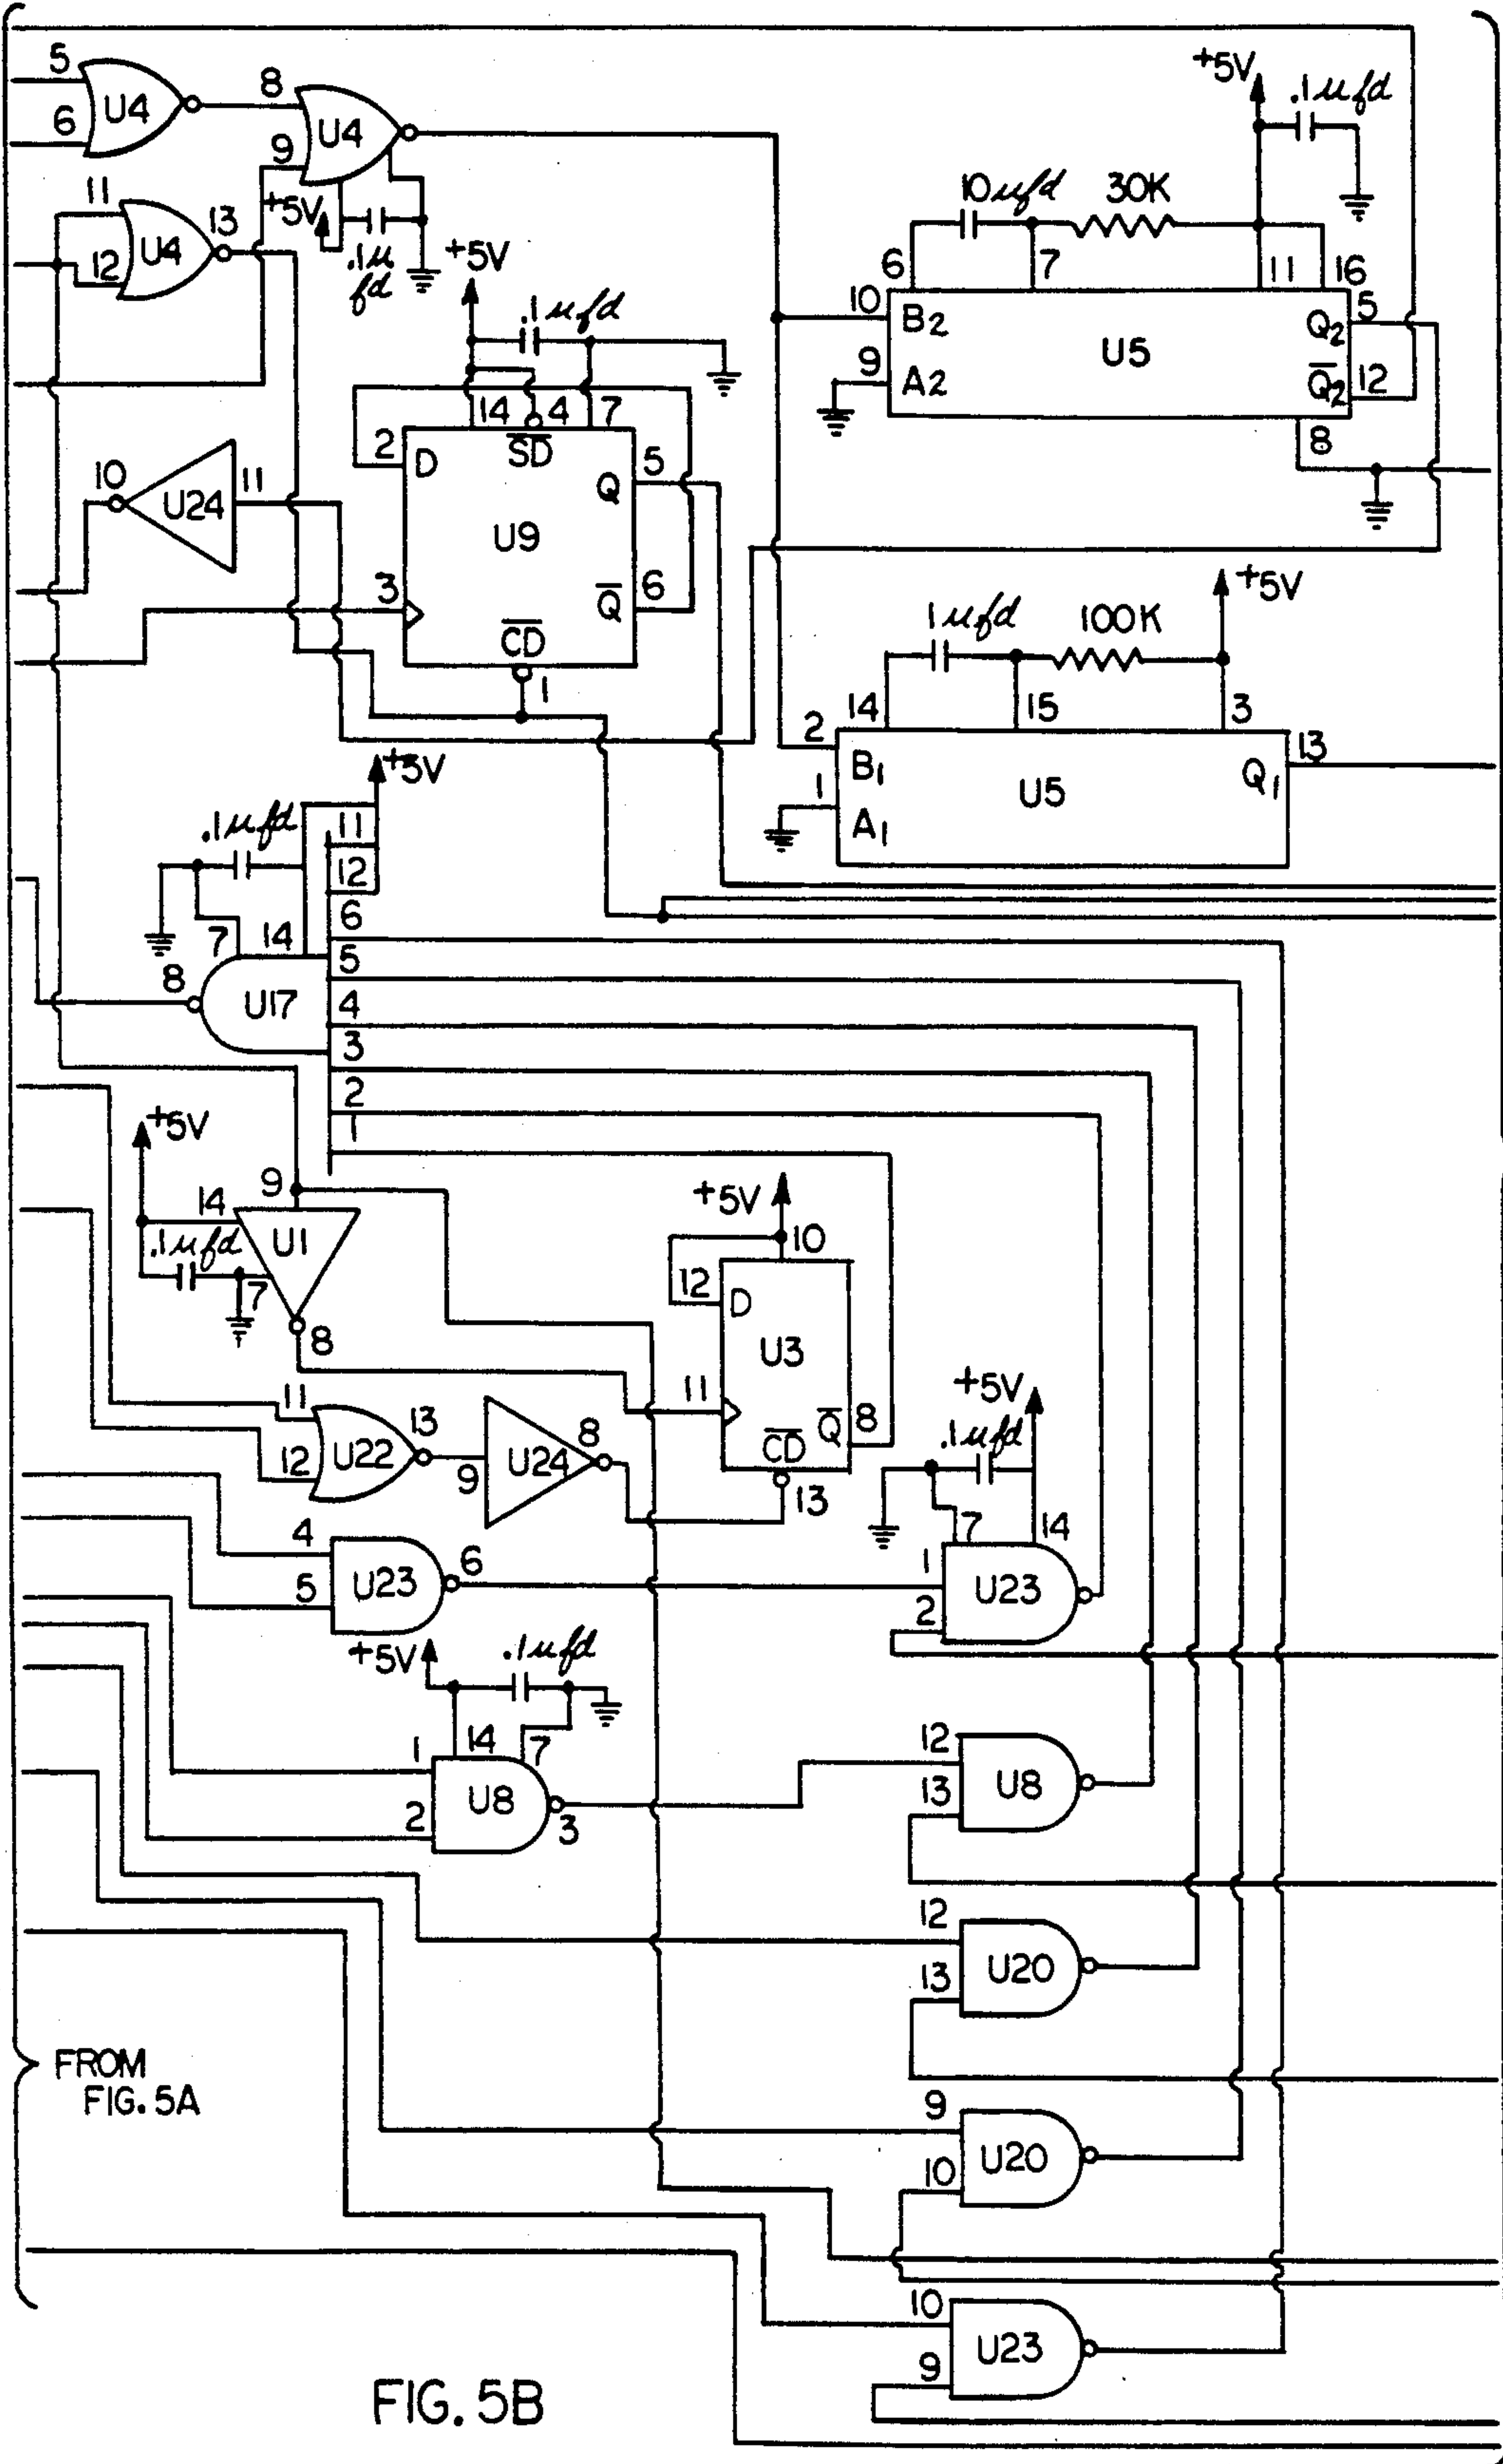 5
6
U4
8
9
U4
+5V
.1µfd
11
12
U4
13
+5V
.1µ
fd
10µfd
30K
6
7
11
16
10
B2
9
A2
U5
Q2
5
Q2
12
8
+5V
.1µfd
14
4
7
2
D
SD
Q
5
U9
3
Q
6
CD
1
10
U24
11
+5V
1µfd
100K
14
15
3
2
B1
1
A1
U5
Q1
13
+5V
.1µfd
11
12
6
7
14
5
8
U17
4
3
2
1
+5V
9
14
U1
.1µfd
7
8
+5V
10
12
D
U3
11
Q
8
CD
13
11
12
U22
13
9
U24
8
+5V
.1µfd
7
14
4
5
U23
6
1
2
U23
+5V
.1µfd
14
7
1
2
U8
3
12
13
U8
12
13
U20
FROM
FIG. 5A
9
10
U20
10
9
U23
FIG. 5B